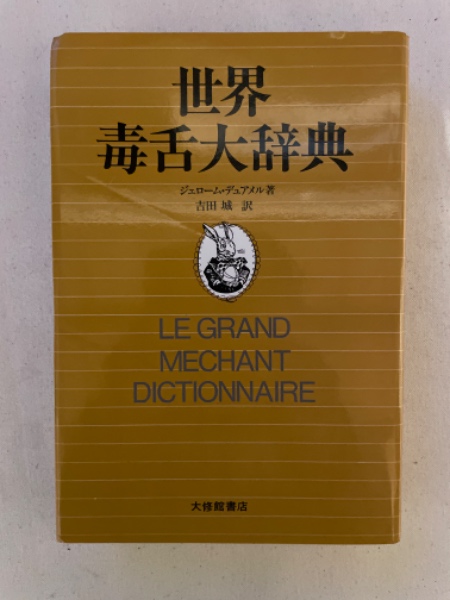 世界
毒舌大辞典
ジェローム・デュアメル著
吉田 城 訳
LE GRAND
MECHANT
DICTIONNAIRE
大修館書店